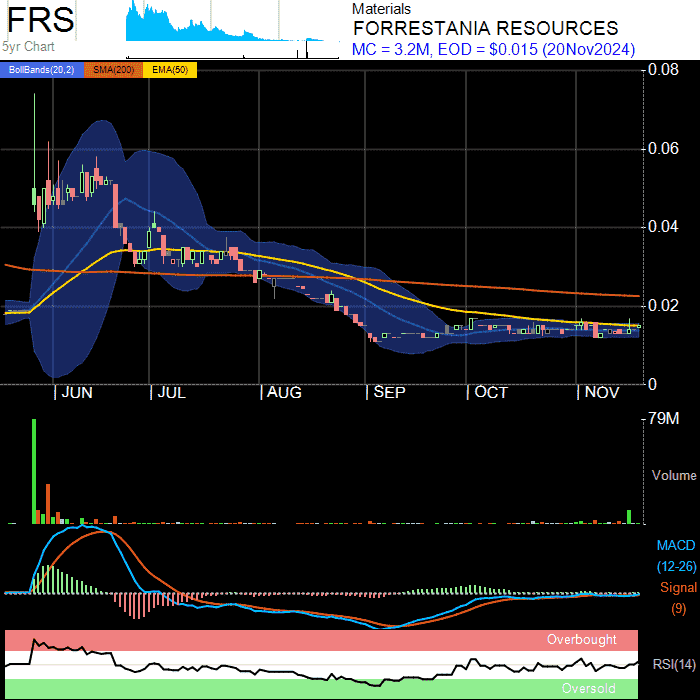 FRS
5yr Chart
Materials
FORRESTANIA RESOURCES
MC = 3.2M, EOD = $0.015 (20Nov2024)
BollBands(20,2) SMA(200) EMA(50)
0.08
0.06
0.04
0.02
0
JUN JUL AUG SEP OCT NOV
79M
Volume
MACD
(12-26)
Signal
(9)
Overbought
RSI(14)
Oversold